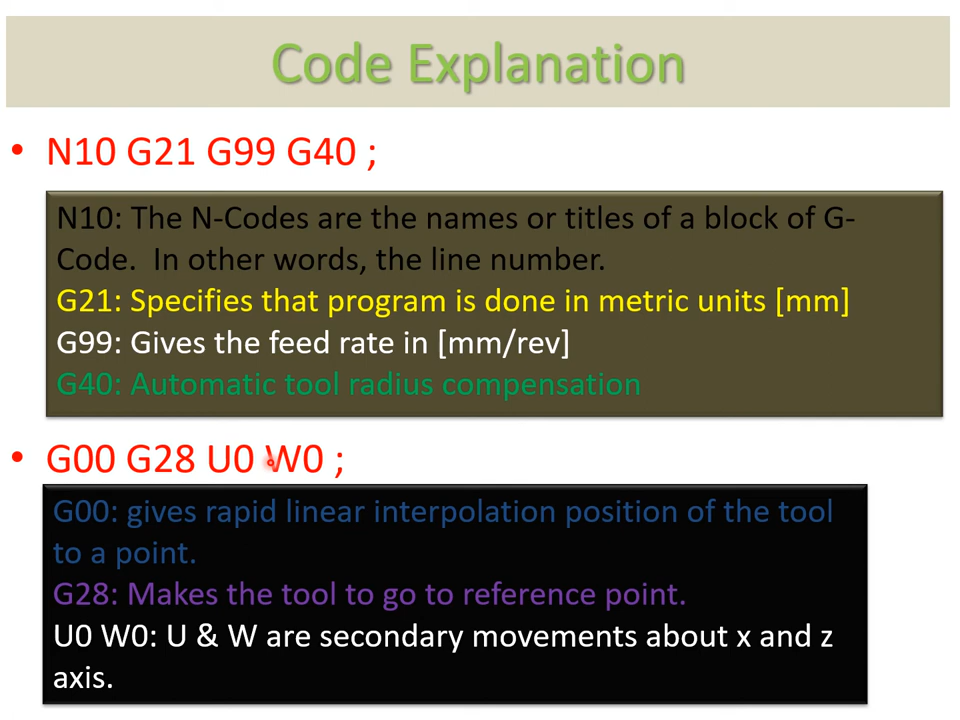 Code Explanation
• N10 G21 G99 G40 ;
N10: The N-Codes are the names or titles of a block of G-
Code. In other words, the line number.
G21: Specifies that program is done in metric units [mm]
G99: Gives the feed rate in [mm/rev]
G40: Automatic tool radius compensation
• G00 G28 U0 W0 ;
G00: gives rapid linear interpolation position of the tool
to a point.
G28: Makes the tool to go to reference point.
U0 W0: U & W are secondary movements about x and z
axis.